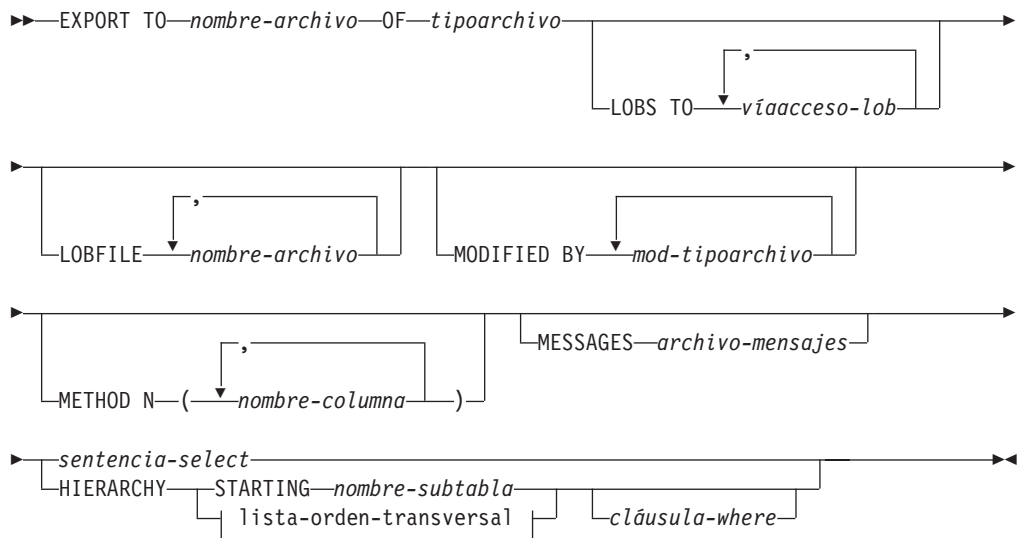 EXPORT TO nombre-archivo OF tipoarchivo
,
LOBS TO víaacceso-lob
,
LOBFILE nombre-archivo MODIFIED BY mod-tipoarchivo
MESSAGES archivo-mensajes
,
METHOD N ( nombre-columna )
sentencia-select
HIERARCHY STARTING nombre-subtabla
lista-orden-transversal cláusula-where